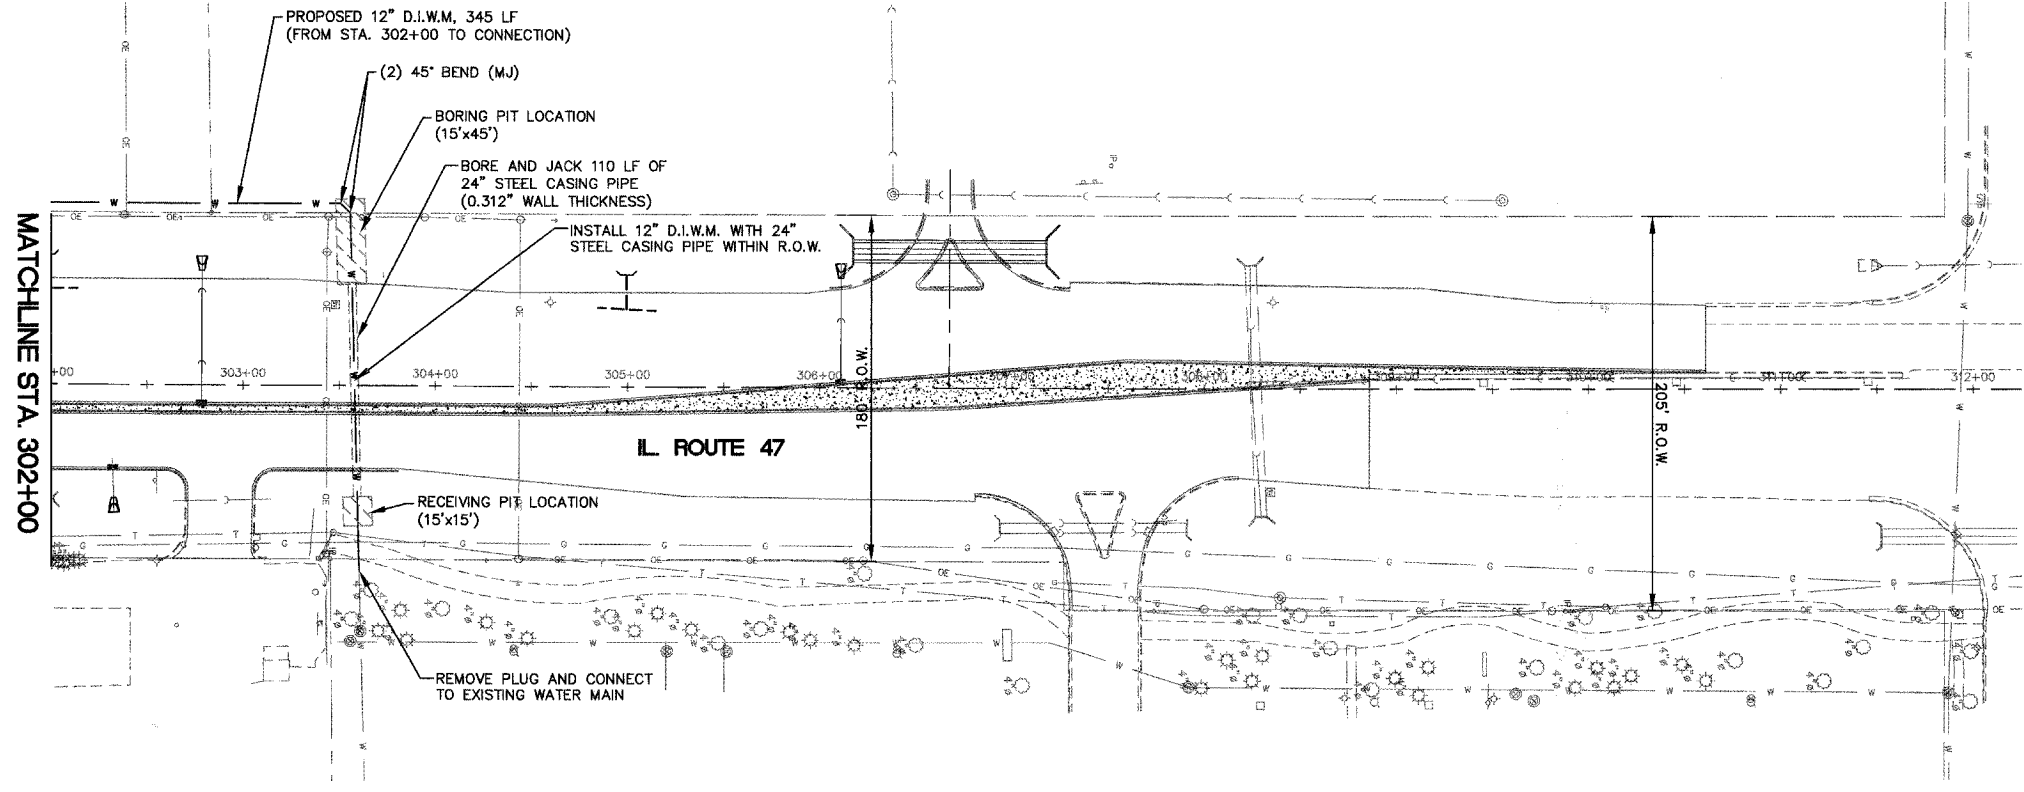 PROPOSED 12" D.I.W.M, 345 LF
(FROM STA. 302+00 TO CONNECTION)
(2) 45° BEND (MJ)
BORING PIT LOCATION
(15'x45')
BORE AND JACK 110 LF OF
24" STEEL CASING PIPE
(0.312" WALL THICKNESS)
INSTALL 12" D.I.W.M. WITH 24"
STEEL CASING PIPE WITHIN R.O.W.
MATCHLINE STA. 302+00
+00
303+00
304+00
305+00
306+00
312+00
180' R.O.W.
205' R.O.W.
IL. ROUTE 47
RECEIVING PIT LOCATION
(15'x15')
REMOVE PLUG AND CONNECT
TO EXISTING WATER MAIN